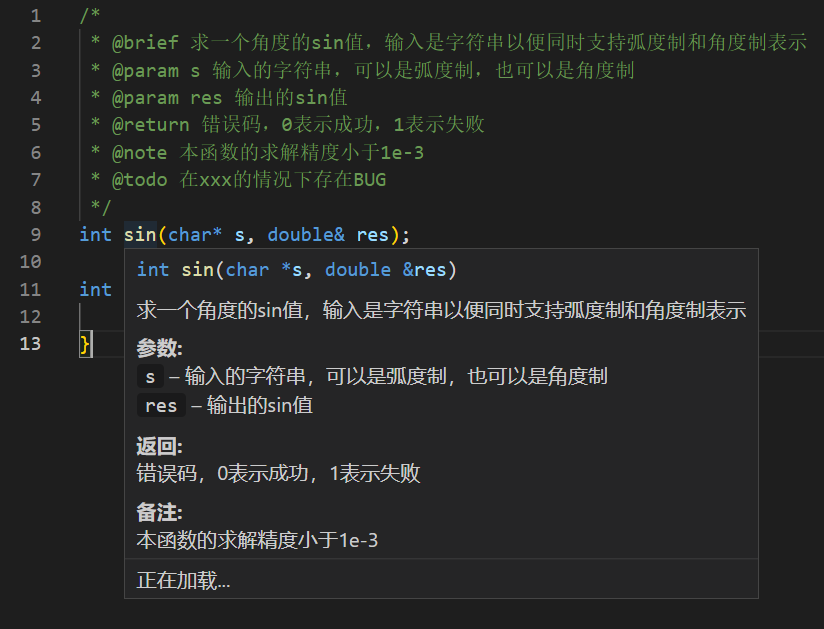 1 /*
2 * @brief 求一个角度的sin值，输入是字符串以便同时支持弧度制和角度制表示
3 * @param s 输入的字符串，可以是弧度制，也可以是角度制
4 * @param res 输出的sin值
5 * @return 错误码，0表示成功，1表示失败
6 * @note 本函数的求解精度小于1e-3
7 * @todo 在xxx的情况下存在BUG
8 */
9 int sin(char* s, double& res);
10
11 int
12
13 }
int sin(char *s, double &res)
求一个角度的sin值，输入是字符串以便同时支持弧度制和角度制表示
参数:
s – 输入的字符串，可以是弧度制，也可以是角度制
res – 输出的sin值
返回:
错误码，0表示成功，1表示失败
备注:
本函数的求解精度小于1e-3
正在加载...